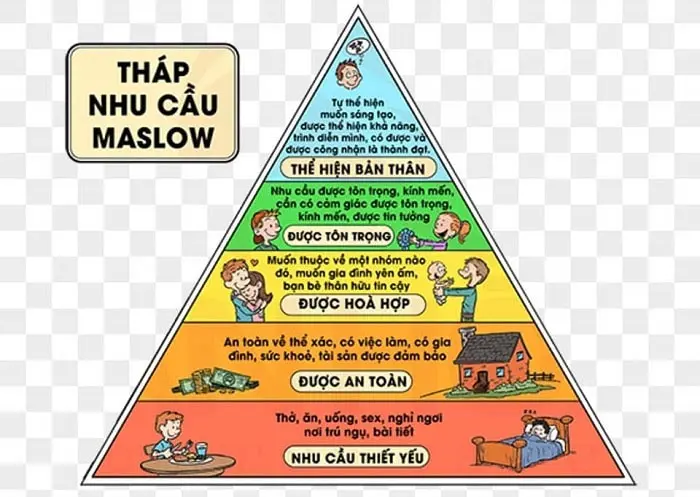 THÁP
NHU CẦU
MASLOW
Tự thể hiện
muốn sáng tạo,
được thể hiện khả năng,
trình diễn mình, có được và
được công nhận là thành đạt.
THỂ HIỆN BẢN THÂN
Nhu cầu được tôn trọng, kính mến,
cần có cảm giác được tôn trọng,
kính mến, được tin tưởng
ĐƯỢC TÔN TRỌNG
Muốn thuộc về một nhóm nào
đó, muốn gia đình yên ấm,
bạn bè thân hữu tin cậy
ĐƯỢC HOÀ HỢP
An toàn về thể xác, có việc làm, có gia
đình, sức khoẻ, tài sản được đảm bảo
ĐƯỢC AN TOÀN
Thở, ăn, uống, sex, nghỉ ngơi
nơi trú ngụ, bài tiết
NHU CẦU THIẾT YẾU